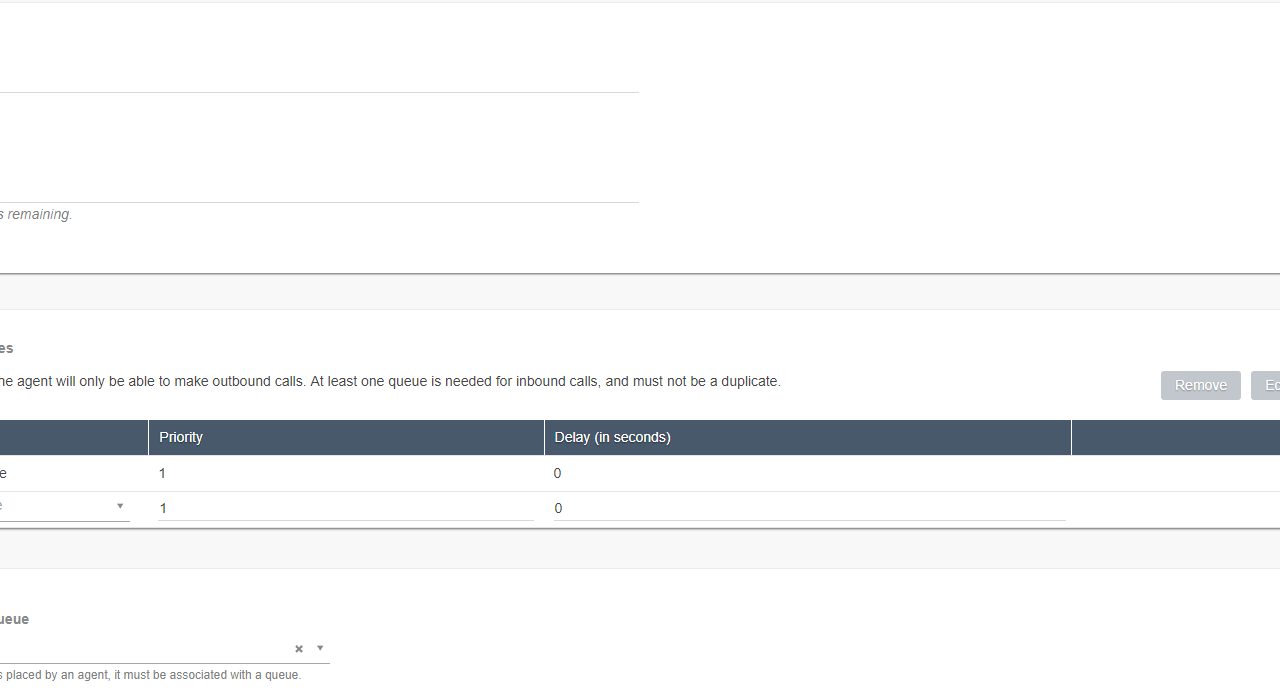 s remaining.
es
he agent will only be able to make outbound calls. At least one queue is needed for inbound calls, and must not be a duplicate.
Remove
Ed
Priority
Delay (in seconds)
e
1
0
e
1
0
ueue
s placed by an agent, it must be associated with a queue.